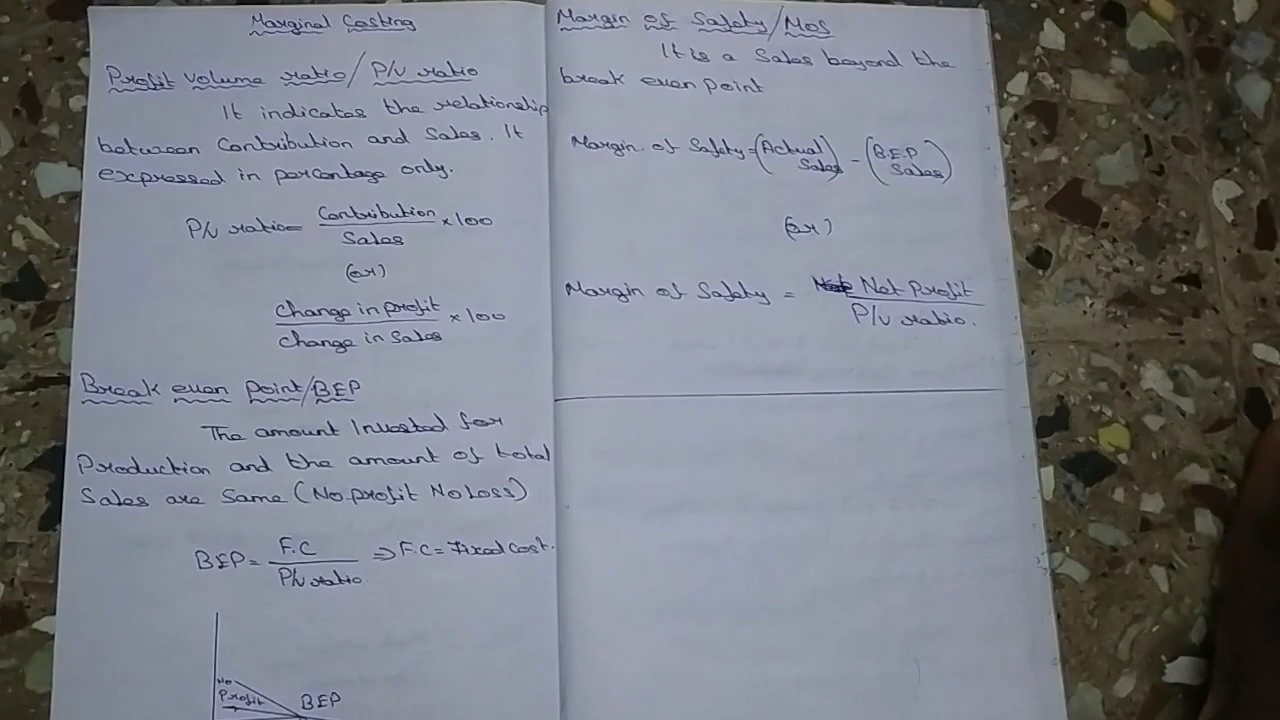 Marginal Costing
Profit volume ratio/P/V ratio
It indicates the relationship
between Contribution and Sales. It
expressed in percentage only.
P/V ratio= Contribution/Sales × 100
(or)
Change in profit/change in Sales × 100
Break even point/BEP
The amount Invested for
Production and the amount of total
Sales are Same (No profit No Loss)
BEP = F.C/P/V ratio ⇒ F.C = Fixed Cost.
No
Profit
BEP
Margin of Safety/MOS
It is a Sales beyond the
break even point
Margin of Safety = (Actual Sales) - (B.E.P Sales)
(or)
Margin of Safety = Net Profit/P/V ratio.